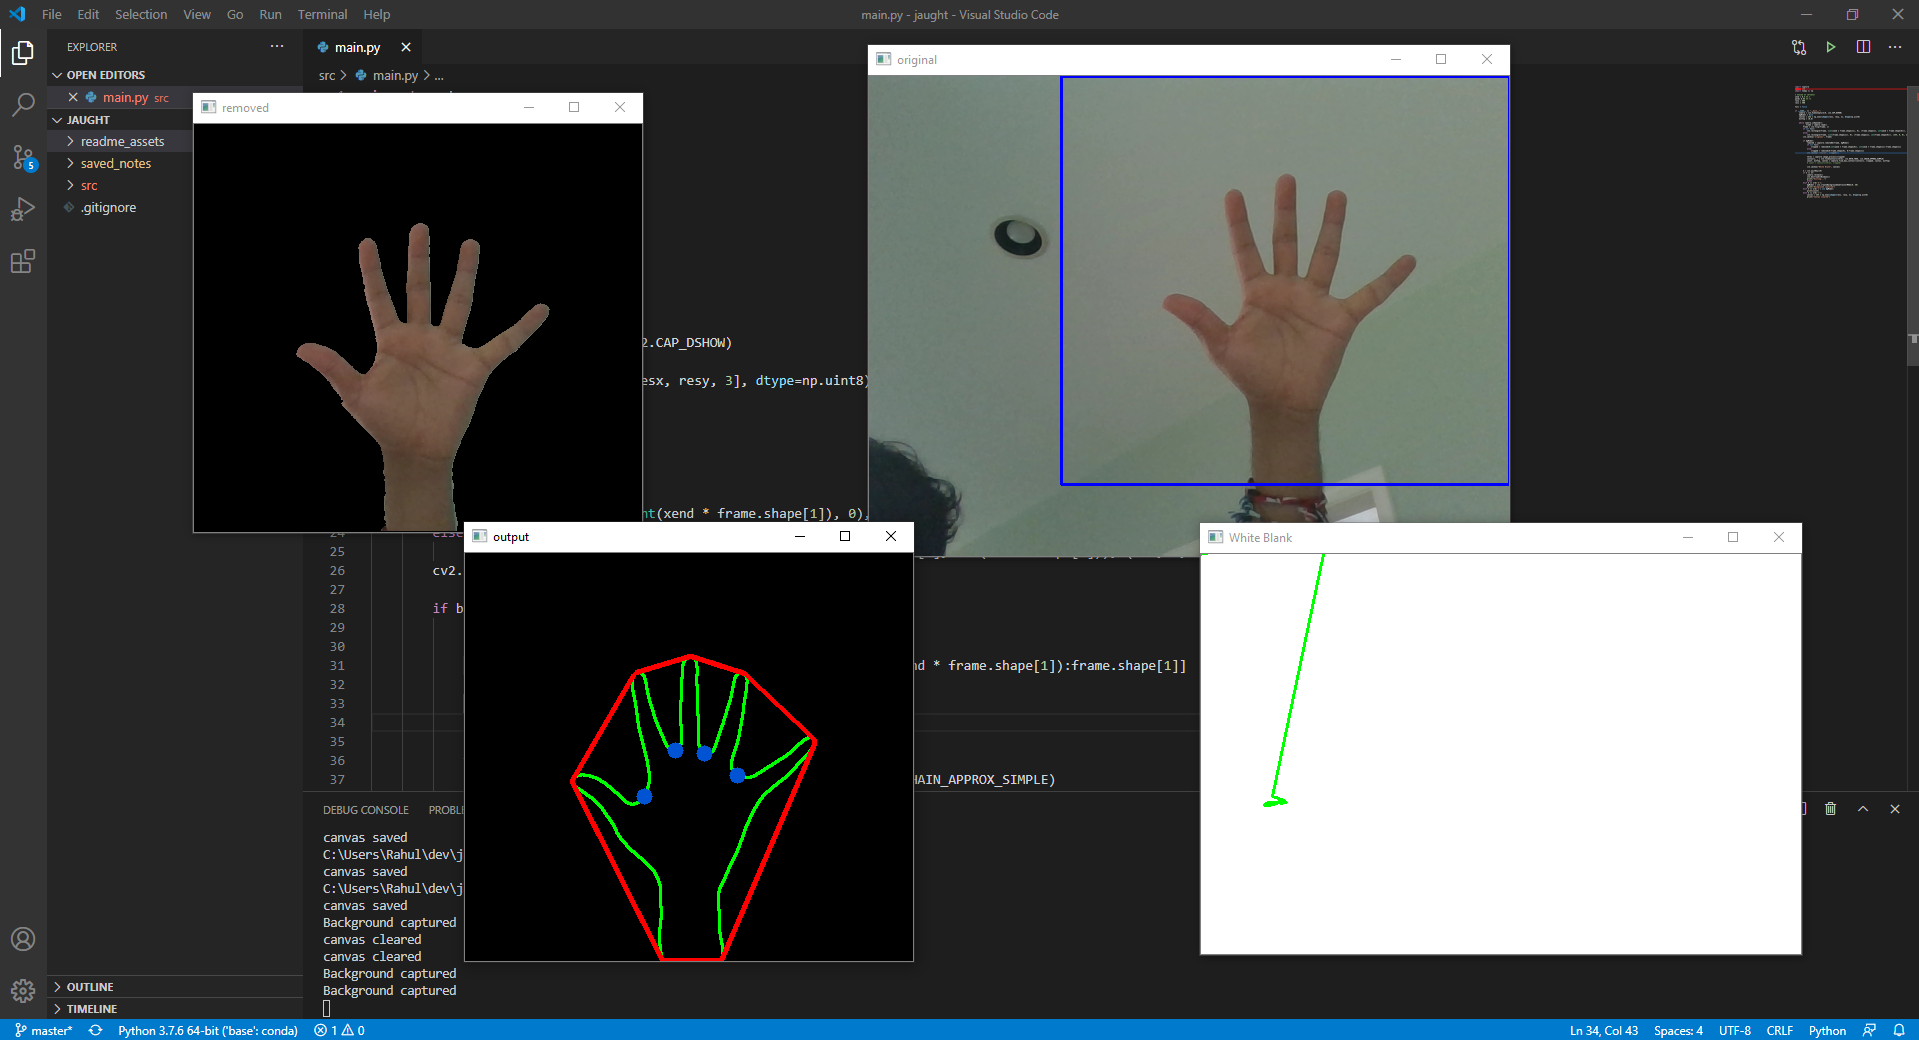 File Edit Selection View Go Run Terminal Help
main.py - jaught - Visual Studio Code
EXPLORER
OPEN EDITORS
main.py src
JAUGHT
readme_assets
saved_notes
src
.gitignore
5
OUTLINE
TIMELINE
main.py
src > main.py > ...
removed
original
2.CAP_DSHOW)
esx, resy, 3], dtype=np.uint8)
nt(xend * frame.shape[1]), 0),
24 else
25
26 cv2.
27
28 if b
29
30
31 nd * frame.shape[1]):frame.shape[1]]
32
33
34
35
36
37 HAIN_APPROX_SIMPLE)
output
White Blank
DEBUG CONSOLE PROBL
canvas saved
C:\Users\Rahul\dev\j
canvas saved
C:\Users\Rahul\dev\j
canvas saved
Background captured
canvas cleared
canvas cleared
Background captured
Background captured
master* Python 3.7.6 64-bit ('base': conda) 1 0
Ln 34, Col 43 Spaces: 4 UTF-8 CRLF Python